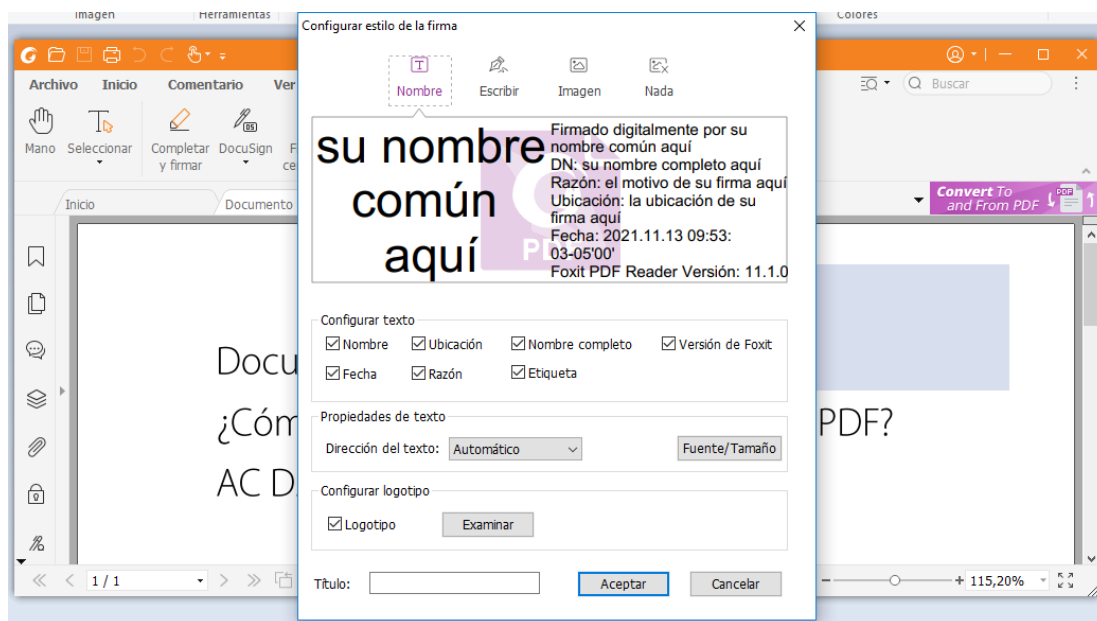 Imagen
Herramientas
Colores
Configurar estilo de la firma
Nombre
Escribir
Imagen
Nada
Archivo
Inicio
Comentario
Ver
Buscar
Mano
Seleccionar
Completar
y firmar
DocuSign
DS
F
ce
su nombre
común
aquí
PDF
Firmado digitalmente por su
nombre común aquí
DN: su nombre completo aquí
Razón: el motivo de su firma aquí
Ubicación: la ubicación de su
firma aquí
Fecha: 2021.11.13 09:53:
03-05'00'
Foxit PDF Reader Versión: 11.1.0
Inicio
Documento
Convert To
and From PDF
PDF
Configurar texto
Nombre
Ubicación
Nombre completo
Versión de Foxit
Fecha
Razón
Etiqueta
Propiedades de texto
Dirección del texto:
Automático
Fuente/Tamaño
Configurar logotipo
Logotipo
Examinar
Título:
Aceptar
Cancelar
Docu
¿Cóm
PDF?
AC D
1 / 1
115,20%